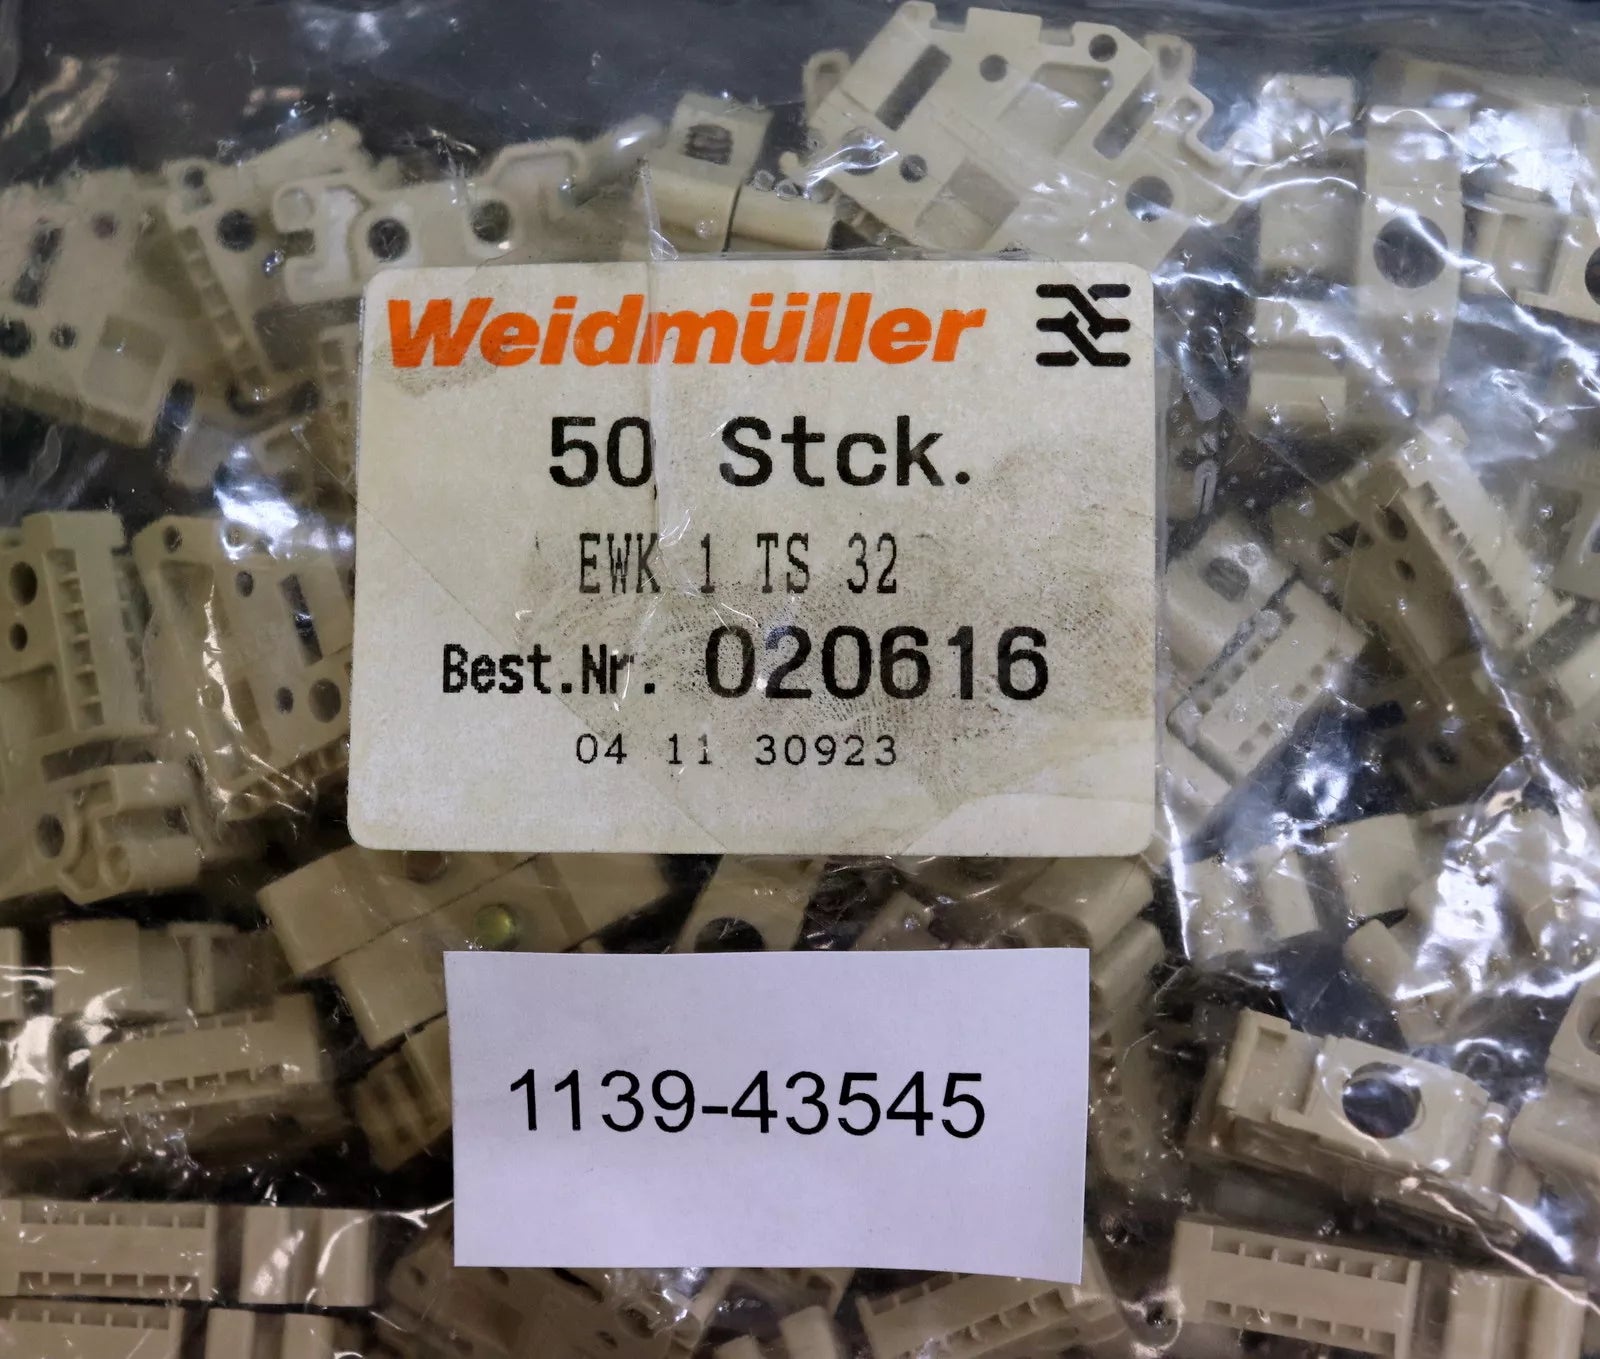 Weidmüller
50 Stck.
EWK 1 TS 32
Best.Nr. 020616
04 11 30923
1139-43545